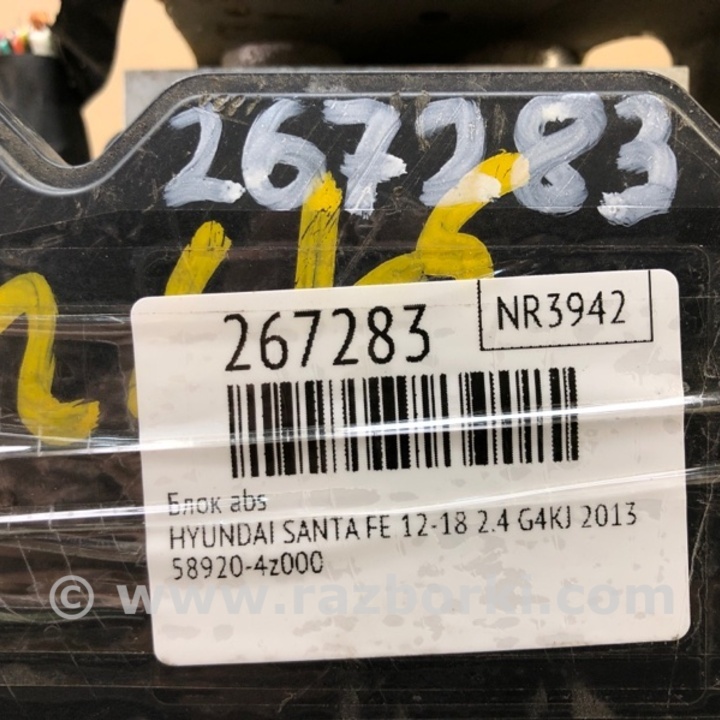 267283
267283
NR3942
Блок abs
HYUNDAI SANTA FE 12-18 2.4 G4KJ 2013
58920-4z000
© www.razborki.com